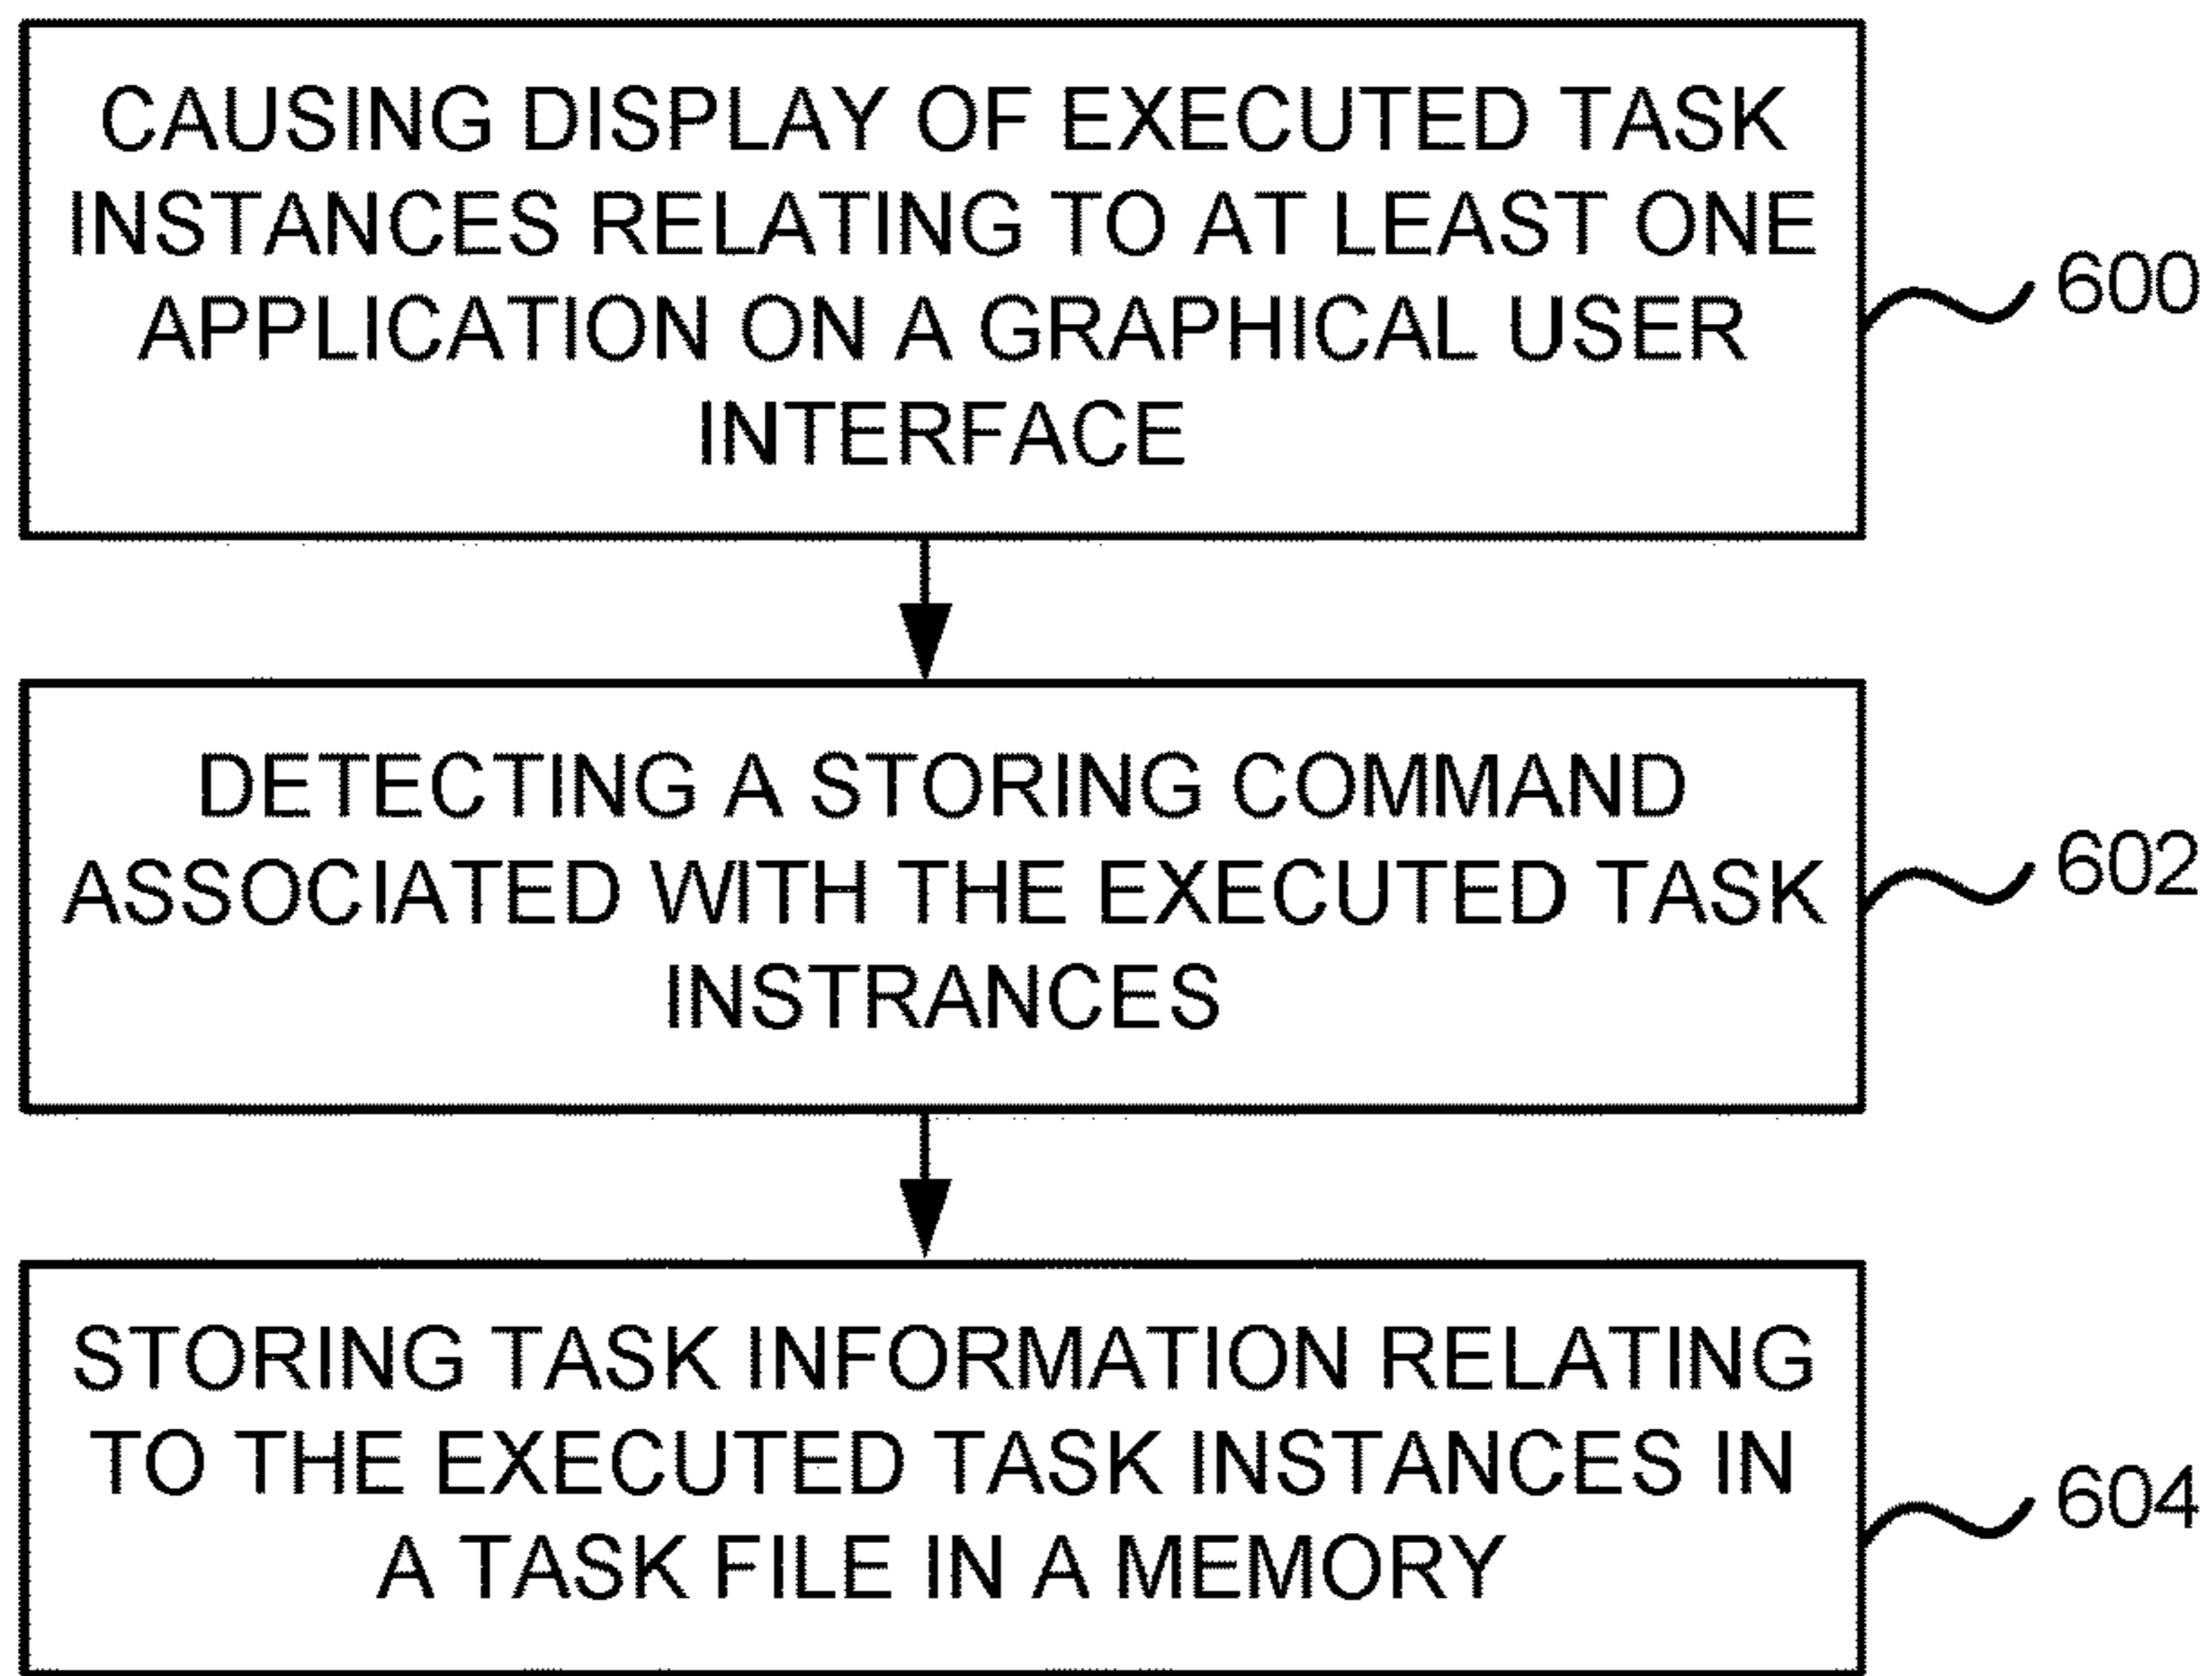 CAUSING DISPLAY OF EXECUTED TASK
INSTANCES RELATING TO AT LEAST ONE
APPLICATION ON A GRAPHICAL USER
INTERFACE
600
DETECTING A STORING COMMAND
ASSOCIATED WITH THE EXECUTED TASK
INSTRANCES
602
STORING TASK INFORMATION RELATING
TO THE EXECUTED TASK INSTANCES IN
A TASK FILE IN A MEMORY
604